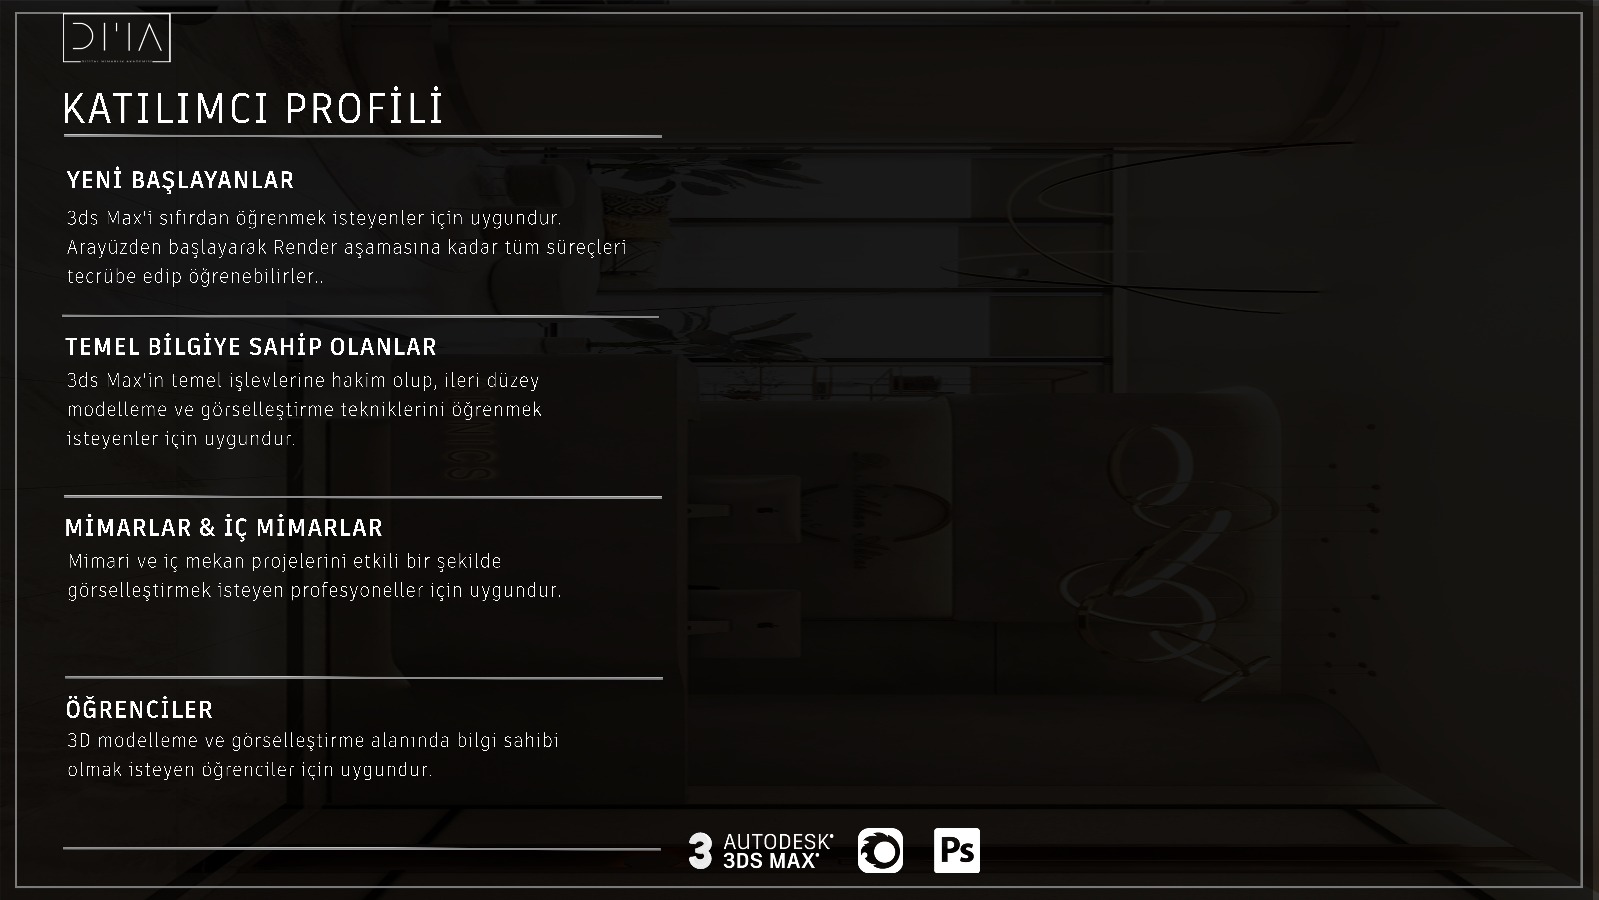 DMA
KATILIMCI PROFİLİ
YENİ BAŞLAYANLAR
3ds Max'i sıfırdan öğrenmek isteyenler için uygundur.
Arayüzden başlayarak Render aşamasına kadar tüm süreçleri
tecrübe edip öğrenebilirler..
TEMEL BİLGİYE SAHİP OLANLAR
3ds Max'in temel işlevlerine hakim olup, ileri düzey
modelleme ve görselleştirme tekniklerini öğrenmek
isteyenler için uygundur.
MİMARLAR & İÇ MİMARLAR
Mimari ve iç mekan projelerini etkili bir şekilde
görselleştirmek isteyen profesyoneller için uygundur.
ÖĞRENCİLER
3D modelleme ve görselleştirme alanında bilgi sahibi
olmak isteyen öğrenciler için uygundur.
3 AUTODESK
3DS MAX
Ps